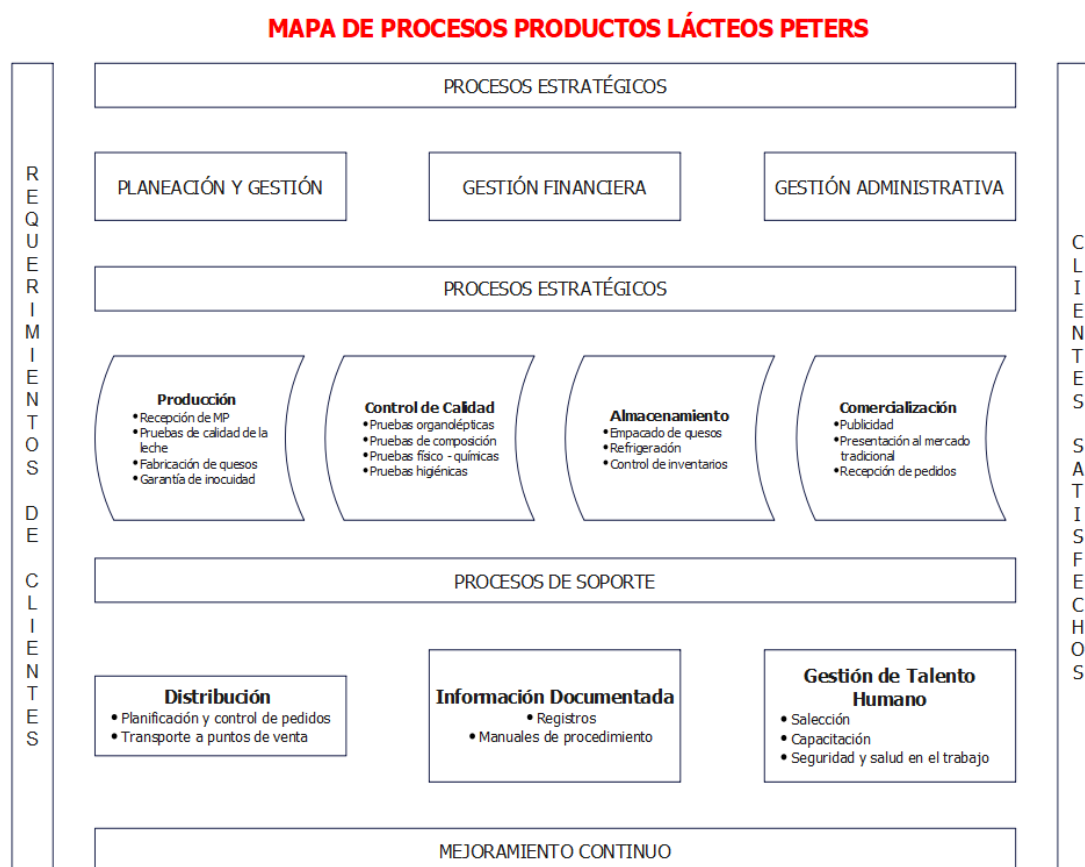 MAPA DE PROCESOS PRODUCTOS LÁCTEOS PETERS
REQUERIMIENTOS DE CLIENTES
PROCESOS ESTRATÉGICOS
PLANEACIÓN Y GESTIÓN
GESTIÓN FINANCIERA
GESTIÓN ADMINISTRATIVA
PROCESOS ESTRATÉGICOS
Producción
• Recepción de MP
• Pruebas de calidad de la
leche
• Fabricación de quesos
• Garantía de inocuidad
Control de Calidad
• Pruebas organolépticas
• Pruebas de composición
• Pruebas físico - químicas
• Pruebas higiénicas
Almacenamiento
• Empacado de quesos
• Refrigeración
• Control de inventarios
Comercialización
• Publicidad
• Presentación al mercado
tradicional
• Recepción de pedidos
PROCESOS DE SOPORTE
Distribución
• Planificación y control de pedidos
• Transporte a puntos de venta
Información Documentada
• Registros
• Manuales de procedimiento
Gestión de Talento
Humano
• Salección
• Capacitación
• Seguridad y salud en el trabajo
MEJORAMIENTO CONTINUO
CLIENTES SATISFECHOS